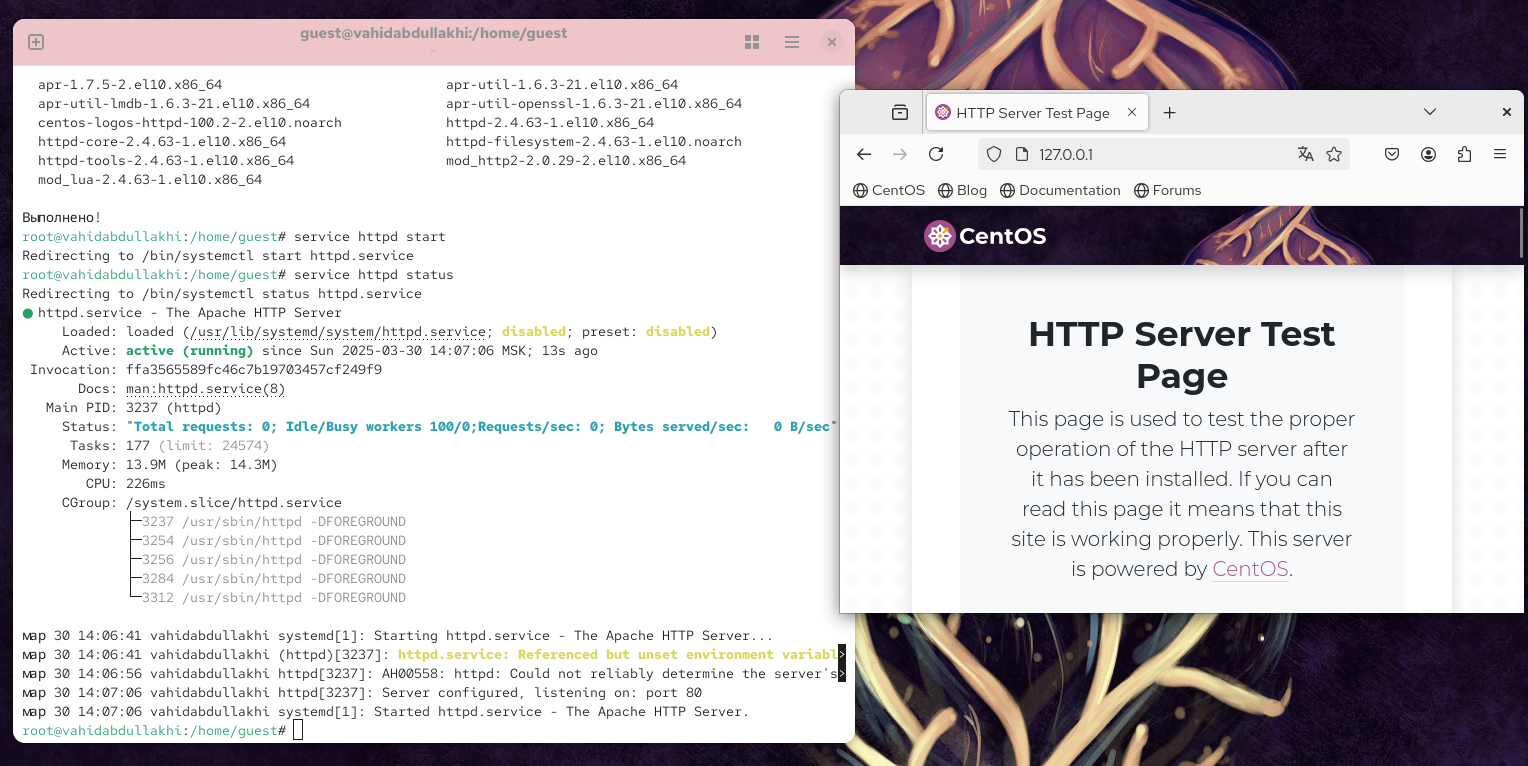 guest@vahidabdullakhi:/home/guest
~
apr-1.7.5-2.el10.x86_64 apr-util-1.6.3-21.el10.x86_64
apr-util-lmdb-1.6.3-21.el10.x86_64 apr-util-openssl-1.6.3-21.el10.x86_64
centos-logos-httpd-100.2-2.el10.noarch httpd-2.4.63-1.el10.x86_64
httpd-core-2.4.63-1.el10.x86_64 httpd-filesystem-2.4.63-1.el10.noarch
httpd-tools-2.4.63-1.el10.x86_64 mod_http2-2.0.29-2.el10.x86_64
mod_lua-2.4.63-1.el10.x86_64
Выполнено!
root@vahidabdullakhi:/home/guest# service httpd start
Redirecting to /bin/systemctl start httpd.service
root@vahidabdullakhi:/home/guest# service httpd status
Redirecting to /bin/systemctl status httpd.service
● httpd.service - The Apache HTTP Server
Loaded: loaded (/usr/lib/systemd/system/httpd.service; disabled; preset: disabled)
Active: active (running) since Sun 2025-03-30 14:07:06 MSK; 13s ago
Invocation: ffa3565589fc46c7b19703457cf249f9
Docs: man:httpd.service(8)
Main PID: 3237 (httpd)
Status: "Total requests: 0; Idle/Busy workers 100/0;Requests/sec: 0; Bytes served/sec:   0 B/sec"
Tasks: 177 (limit: 24574)
Memory: 13.9M (peak: 14.3M)
CPU: 226ms
CGroup: /system.slice/httpd.service
├─3237 /usr/sbin/httpd -DFOREGROUND
├─3254 /usr/sbin/httpd -DFOREGROUND
├─3256 /usr/sbin/httpd -DFOREGROUND
├─3284 /usr/sbin/httpd -DFOREGROUND
└─3312 /usr/sbin/httpd -DFOREGROUND
мар 30 14:06:41 vahidabdullakhi systemd[1]: Starting httpd.service - The Apache HTTP Server...
мар 30 14:06:41 vahidabdullakhi (httpd)[3237]: httpd.service: Referenced but unset environment variabl>
мар 30 14:06:56 vahidabdullakhi httpd[3237]: AH00558: httpd: Could not reliably determine the server's>
мар 30 14:07:06 vahidabdullakhi httpd[3237]: Server configured, listening on: port 80
мар 30 14:07:06 vahidabdullakhi systemd[1]: Started httpd.service - The Apache HTTP Server.
root@vahidabdullakhi:/home/guest#
HTTP Server Test Page
127.0.0.1
CentOS Blog Documentation Forums
CentOS
HTTP Server Test
Page
This page is used to test the proper
operation of the HTTP server after
it has been installed. If you can
read this page it means that this
site is working properly. This server
is powered by CentOS.